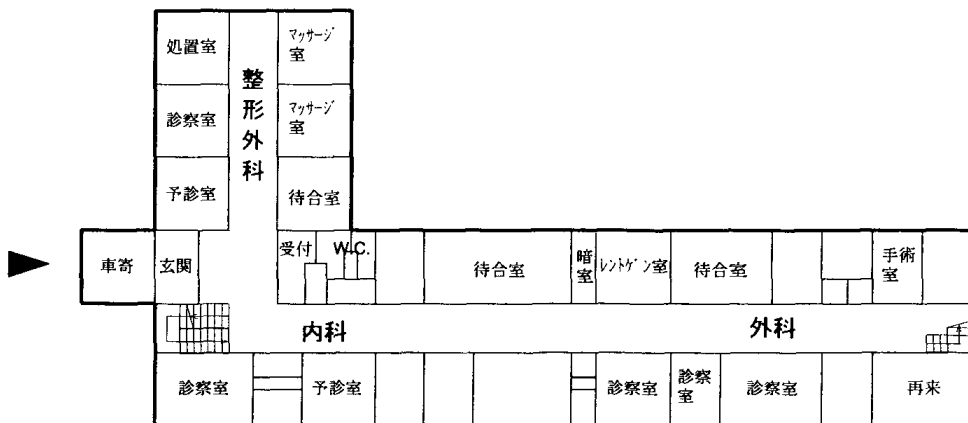 処置室
マッサージ
室
整形外科
診察室
マッサージ
室
予診室
待合室
車寄
玄関
受付
W.C.
待合室
暗
室
レントゲン室
待合室
手術
室
内科
外科
診察室
予診室
診察室
診察
室
診察室
再来